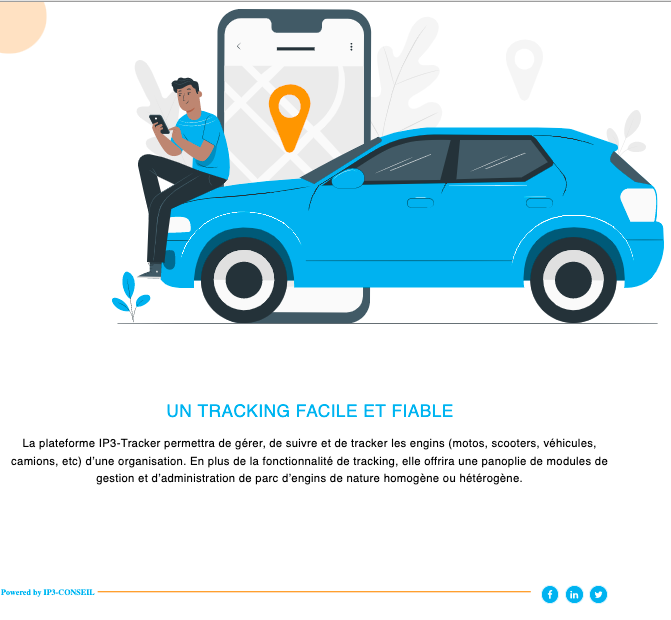 UN TRACKING FACILE ET FIABLE
La plateforme IP3-Tracker permettra de gérer, de suivre et de tracker les engins (motos, scooters, véhicules,
camions, etc) d'une organisation. En plus de la fonctionnalité de tracking, elle offrira une panoplie de modules de
gestion et d'administration de parc d'engins de nature homogène ou hétérogène.
Powered by IP3-CONSEIL